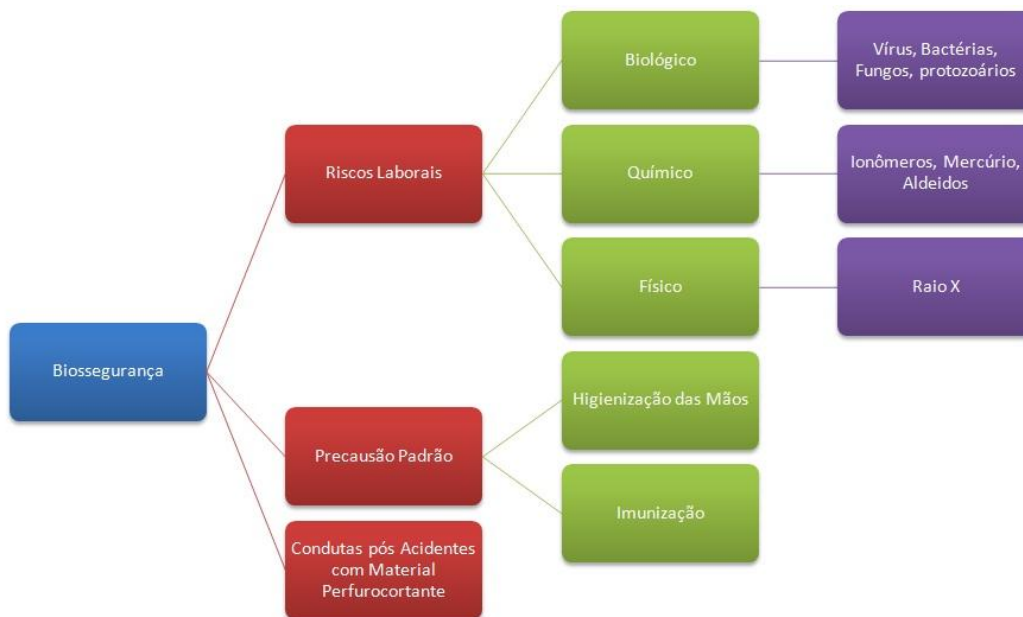 Biossegurança
Riscos Laborais
Biológico
Vírus, Bactérias,
Fungos, protozoários
Químico
Ionômeros, Mercúrio,
Aldeidos
Físico
Raio X
Precausão Padrão
Higienização das Mãos
Imunização
Condutas pós Acidentes
com Material
Perfurocortante